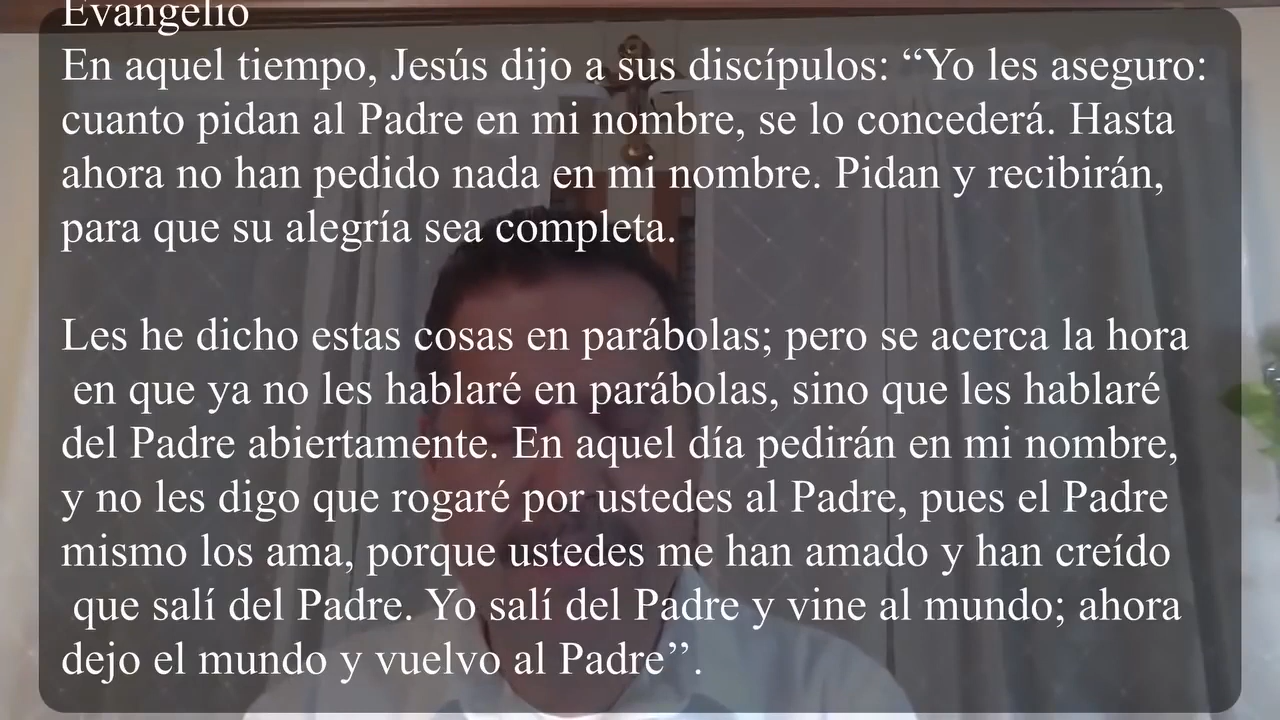 Evangelio
En aquel tiempo, Jesús dijo a sus discípulos: “Yo les aseguro:
cuanto pidan al Padre en mi nombre, se lo concederá. Hasta
ahora no han pedido nada en mi nombre. Pidan y recibirán,
para que su alegría sea completa.
Les he dicho estas cosas en parábolas; pero se acerca la hora
en que ya no les hablaré en parábolas, sino que les hablaré
del Padre abiertamente. En aquel día pedirán en mi nombre,
y no les digo que rogaré por ustedes al Padre, pues el Padre
mismo los ama, porque ustedes me han amado y han creído
que salí del Padre. Yo salí del Padre y vine al mundo; ahora
dejo el mundo y vuelvo al Padre’’.